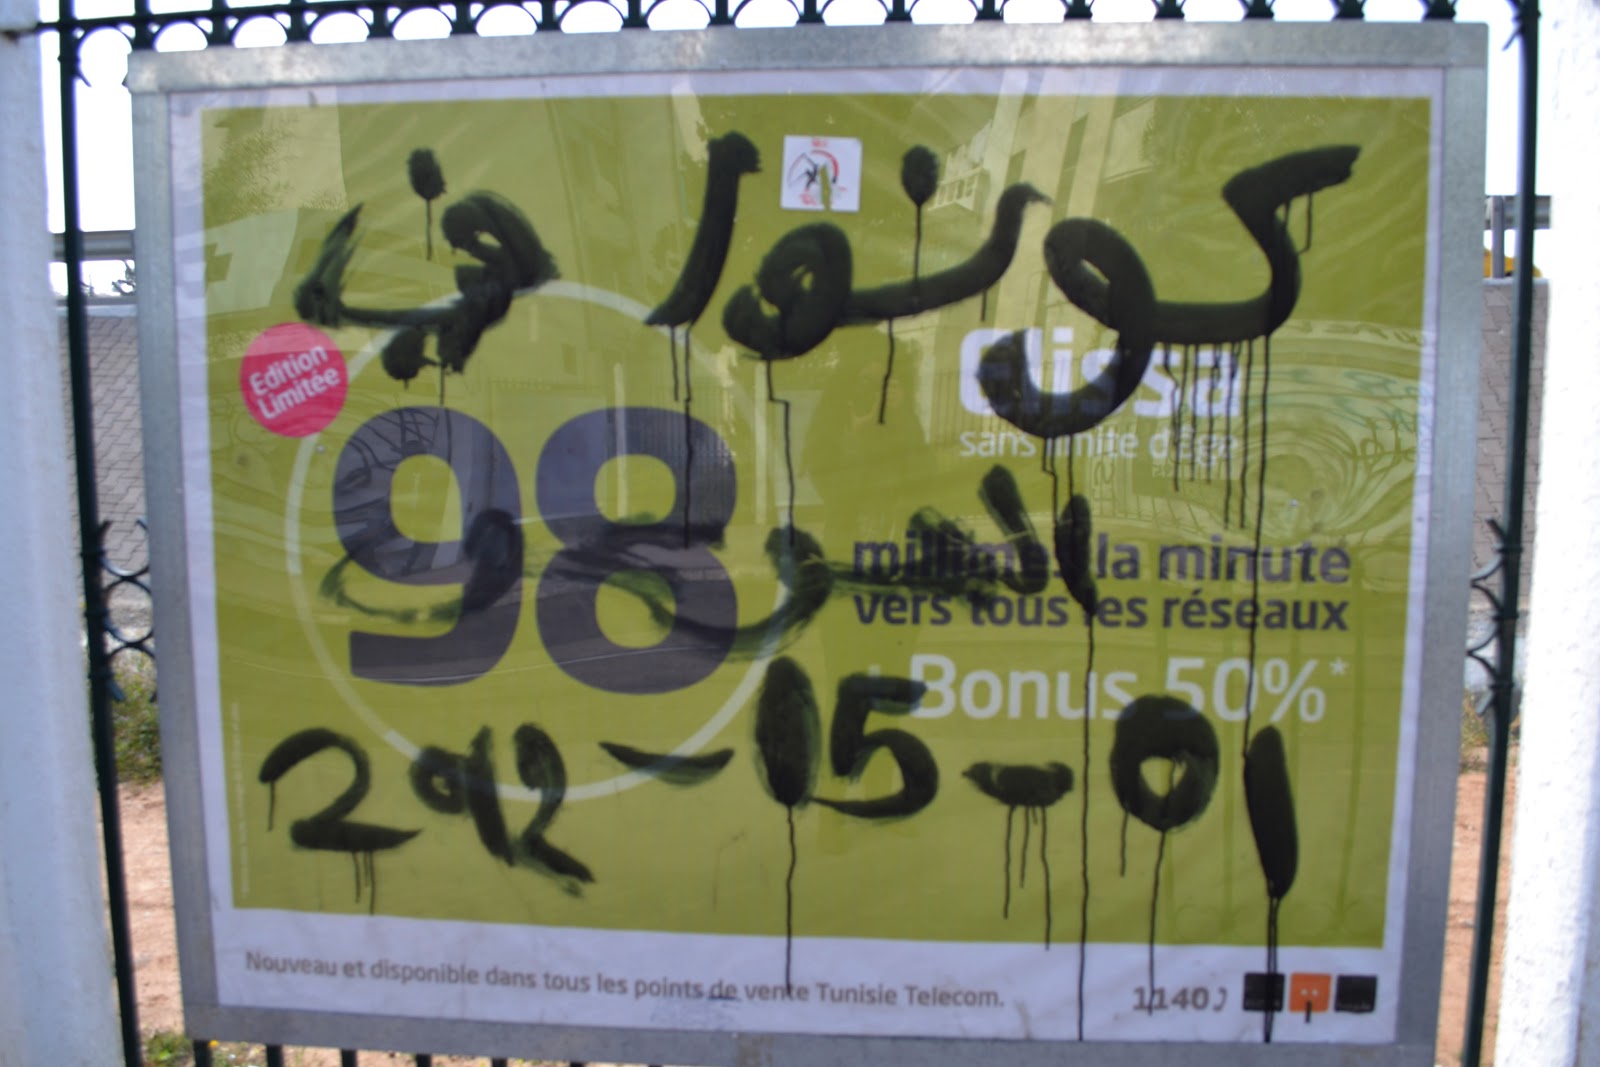 كونوا في
Edition
Limitée
98
Elissa
sans limite d'âge
millimes la minute
vers tous les réseaux
+ Bonus 50%*
2012 - 15 - 01
Nouveau et disponible dans tous les points de vente Tunisie Telecom.
1140